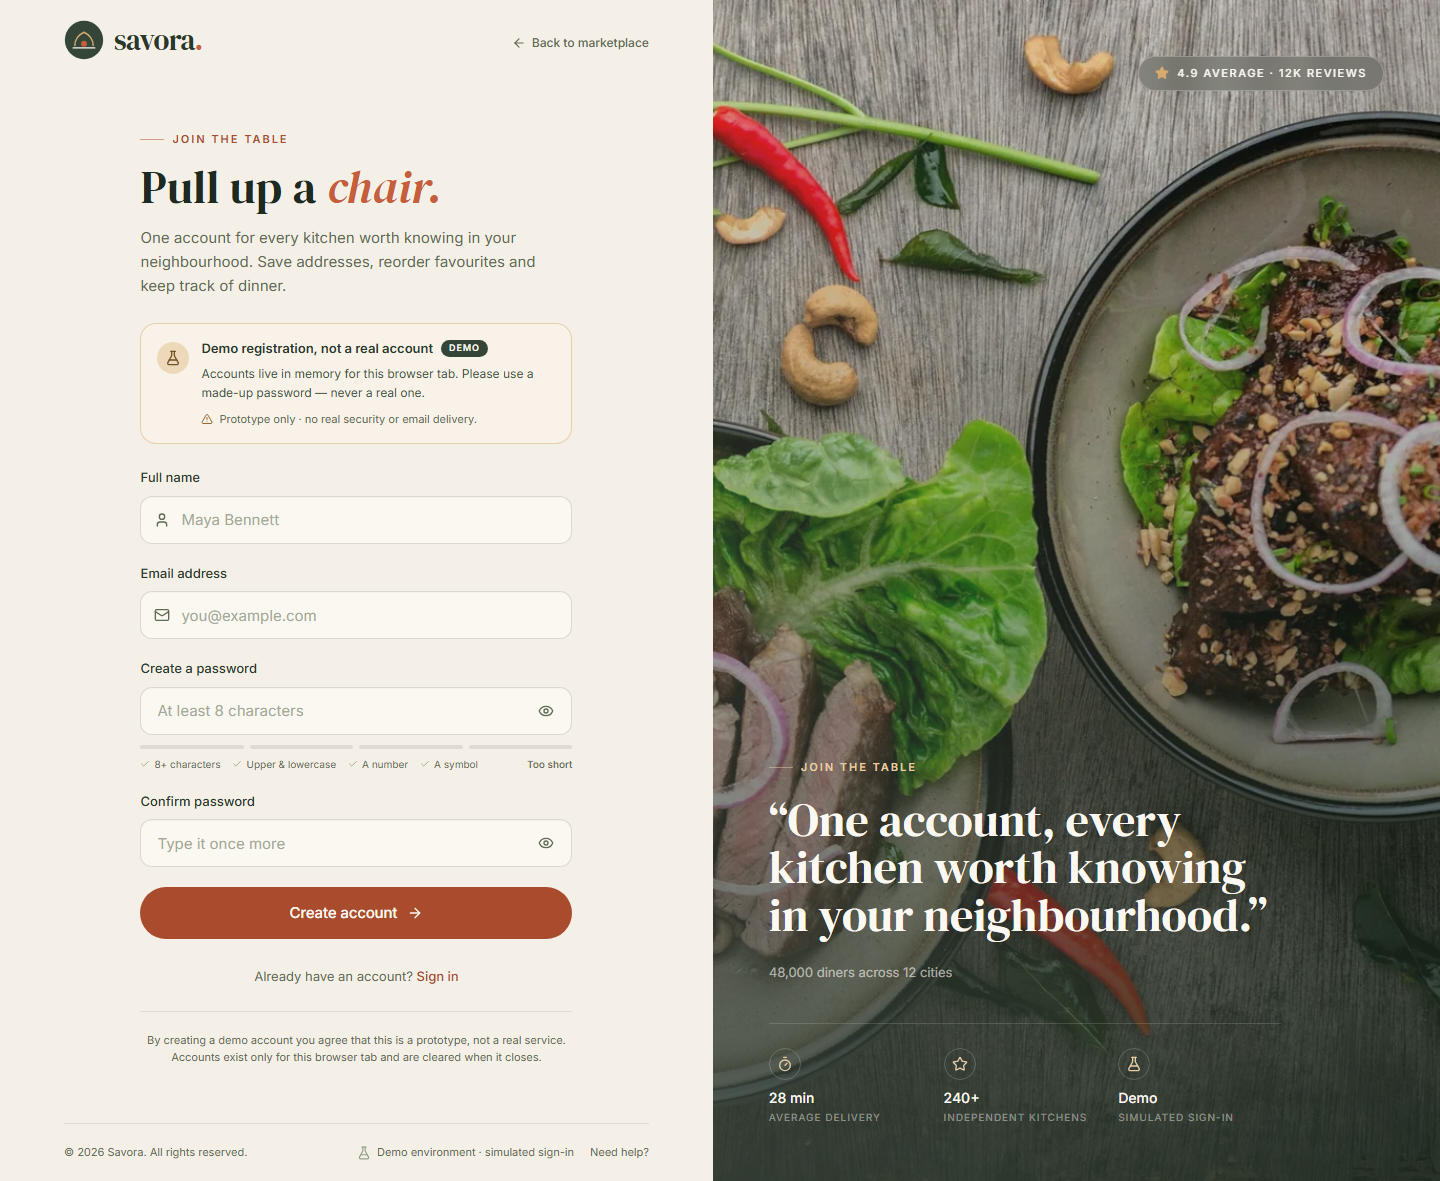 savora.
Back to marketplace
JOIN THE TABLE
Pull up a chair.
One account for every kitchen worth knowing in your
neighbourhood. Save addresses, reorder favourites and
keep track of dinner.
Demo registration, not a real account DEMO
Accounts live in memory for this browser tab. Please use a
made-up password — never a real one.
Prototype only · no real security or email delivery.
Full name
Maya Bennett
Email address
you@example.com
Create a password
At least 8 characters
8+ characters Upper & lowercase A number A symbol Too short
Confirm password
Type it once more
Create account
Already have an account? Sign in
By creating a demo account you agree that this is a prototype, not a real service.
Accounts exist only for this browser tab and are cleared when it closes.
© 2026 Savora. All rights reserved. Demo environment · simulated sign-in Need help?
4.9 AVERAGE · 12K REVIEWS
JOIN THE TABLE
“One account, every
kitchen worth knowing
in your neighbourhood.”
48,000 diners across 12 cities
28 min
AVERAGE DELIVERY
240+
INDEPENDENT KITCHENS
Demo
SIMULATED SIGN-IN